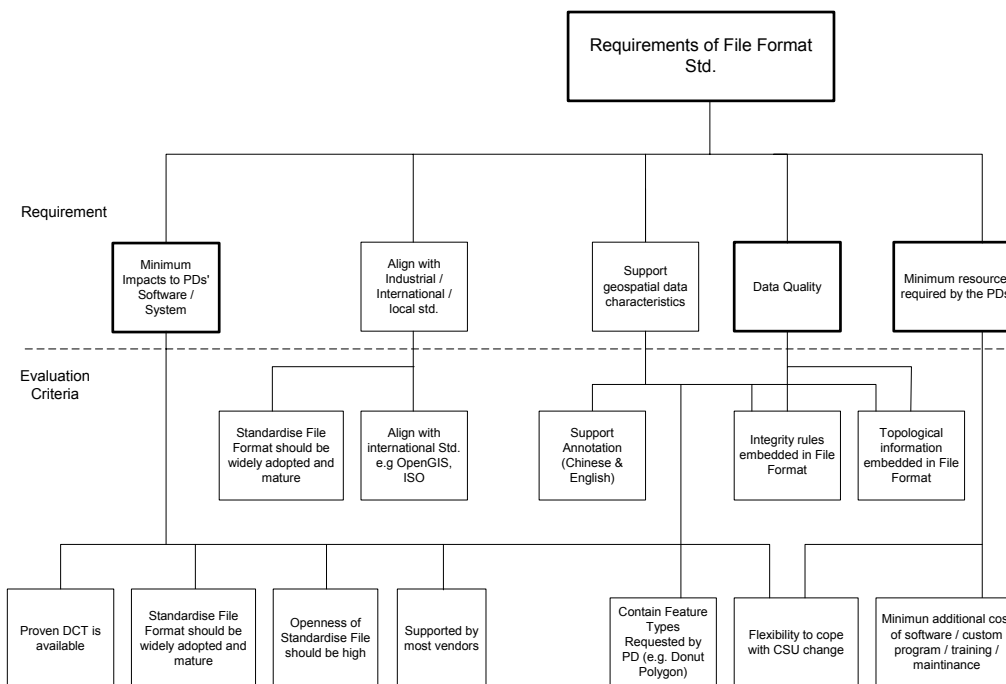 Requirements of File Format
Std.
Requirement
Minimum
Impacts to PDs'
Software /
System
Align with
Industrial /
International /
local std.
Support
geospatial data
characteristics
Data Quality
Minimum resource
required by the PDs
Evaluation
Criteria
Standardise File
Format should be
widely adopted and
mature
Align with
international Std.
e.g OpenGIS,
ISO
Support
Annotation
(Chinese &
English)
Integrity rules
embedded in File
Format
Topological
information
embedded in File
Format
Proven DCT is
available
Standardise File
Format should be
widely adopted and
mature
Openness of
Standardise File
should be high
Supported by
most vendors
Contain Feature
Types
Requested by
PD (e.g. Donut
Polygon)
Flexibility to cope
with CSU change
Minimun additional cos
of software / custom
program / training /
maintinance